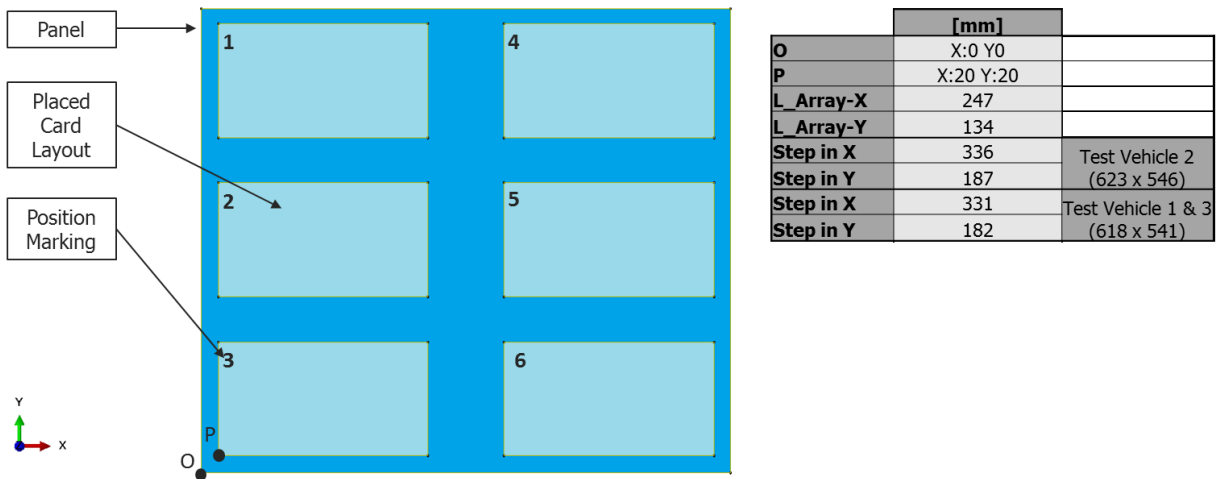 Panel
Placed
Card
Layout
Position
Marking
1
4
2
5
3
6
P
O
Y
X
[mm]
O X:0 Y0
P X:20 Y:20
L_Array-X 247
L_Array-Y 134
Step in X 336
Step in Y 187
Test Vehicle 2
(623 x 546)
Step in X 331
Step in Y 182
Test Vehicle 1 & 3
(618 x 541)